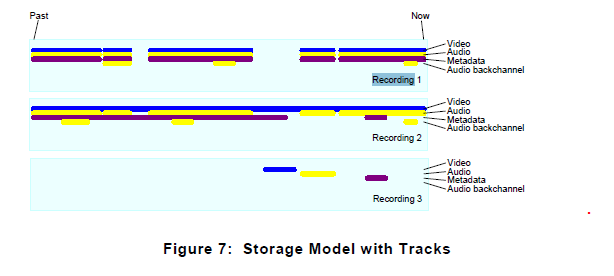 Past
Now
Video
Audio
Metadata
Audio backchannel
Recording 1
Video
Audio
Metadata
Audio backchannel
Recording 2
Video
Audio
Metadata
Audio backchannel
Recording 3
Figure 7: Storage Model with Tracks